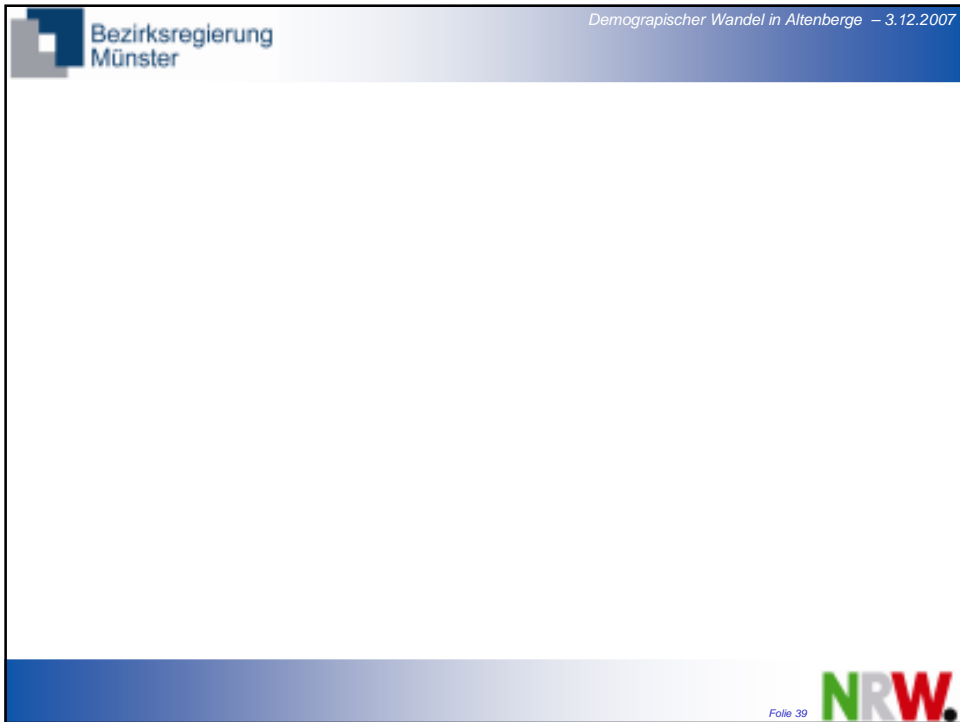 Bezirksregierung
Münster
Demograpischer Wandel in Altenberge – 3.12.2007
Folie 39
NRW.